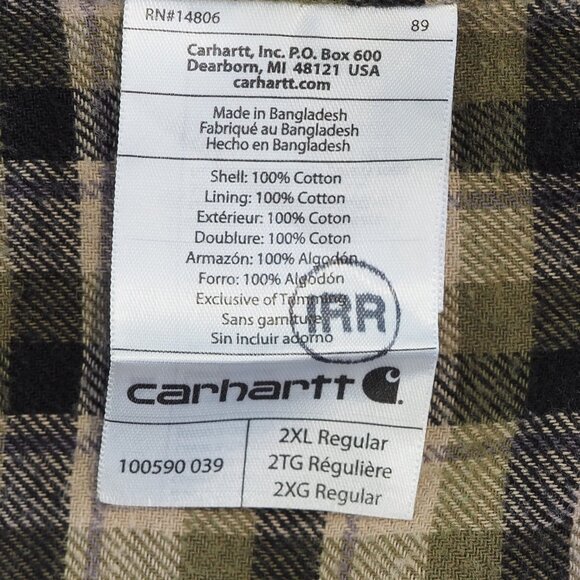 RN#14806 89
Carhartt, Inc. P.O. Box 600
Dearborn, MI 48121 USA
carhartt.com
Made in Bangladesh
Fabriqué au Bangladesh
Hecho en Bangladesh
Shell: 100% Cotton
Lining: 100% Cotton
Extérieur: 100% Coton
Doublure: 100% Coton
Armazón: 100% Algodón
Forro: 100% Algodón
Exclusive of Trimming
Sans garniture
Sin incluir adorno
IRR
carhartt
100590 039
2XL Regular
2TG Régulière
2XG Regular